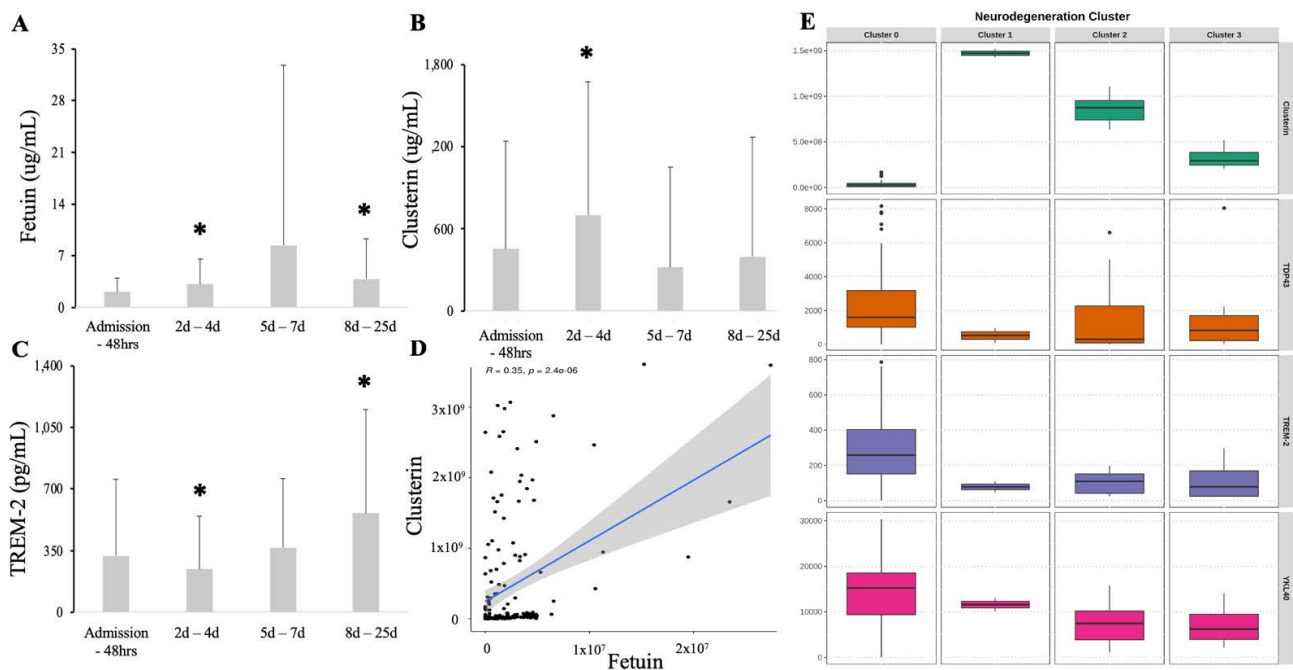 A
35
28
21
14
7
0
Fetuin (ug/mL)
*
*
Admission
- 48hrs
2d – 4d
5d – 7d
8d – 25d
B
1,800
,200
600
0
Clusterin (ug/mL)
*
Admission
- 48hrs
2d – 4d
5d – 7d
8d – 25d
C
1,400
1,050
700
350
0
TREM-2 (pg/mL)
*
*
Admission
- 48hrs
2d – 4d
5d – 7d
8d – 25d
D
R = 0.35, p = 2.4e-06
3x10⁹
2x10⁹
1x10⁹
0
Clusterin
0
1x10⁷
2x10⁷
Fetuin
E
Neurodegeneration Cluster
Cluster 0
Cluster 1
Cluster 2
Cluster 3
1.5e+09
1.0e+09
5.0e+08
0.0e+00
Clusterin
8000
6000
4000
2000
0
TDP43
800
600
400
200
0
TREM-2
30000
20000
10000
0
YKL40